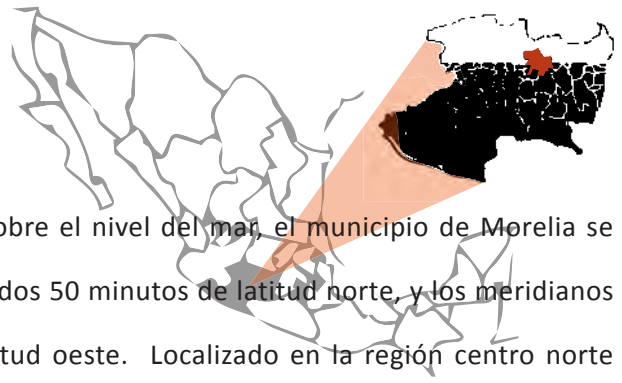 obre el nivel del mar, el municipio de Morelia se
dos 50 minutos de latitud norte, y los meridianos
tud oeste. Localizado en la región centro norte